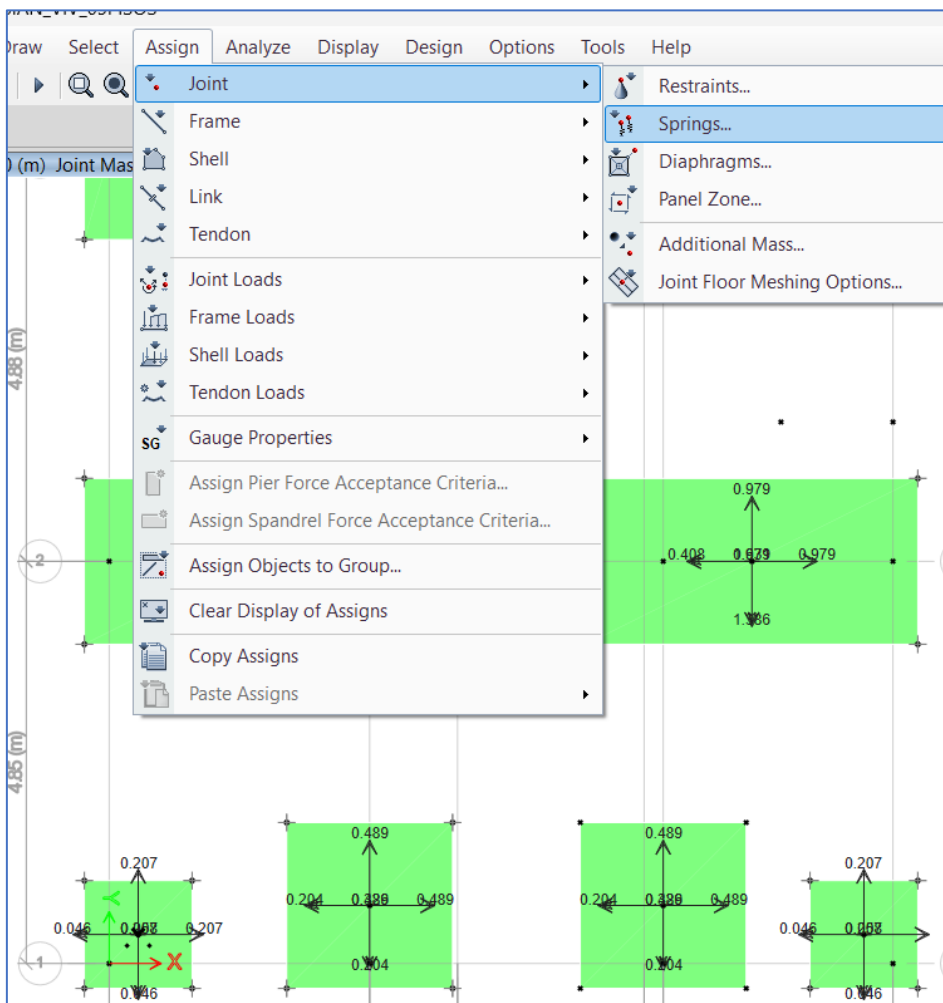 Draw Select Assign Analyze Display Design Options Tools Help
Joint
Frame
Shell
Link
Tendon
Joint Loads
Frame Loads
Shell Loads
Tendon Loads
SG Gauge Properties
Assign Pier Force Acceptance Criteria...
Assign Spandrel Force Acceptance Criteria...
Assign Objects to Group...
Clear Display of Assigns
Copy Assigns
Paste Assigns
Restraints...
Springs...
Diaphragms...
Panel Zone...
Additional Mass...
Joint Floor Meshing Options...
(m) Joint Mas
4.88 (m)
2
0.979
0.408 0.979
4.85 (m)
0.207
0.046 0.207
0.046
0.489
0.204 0.489
0.204
0.489
0.204 0.489
0.204
0.207
0.046
0.046
1
X
Y